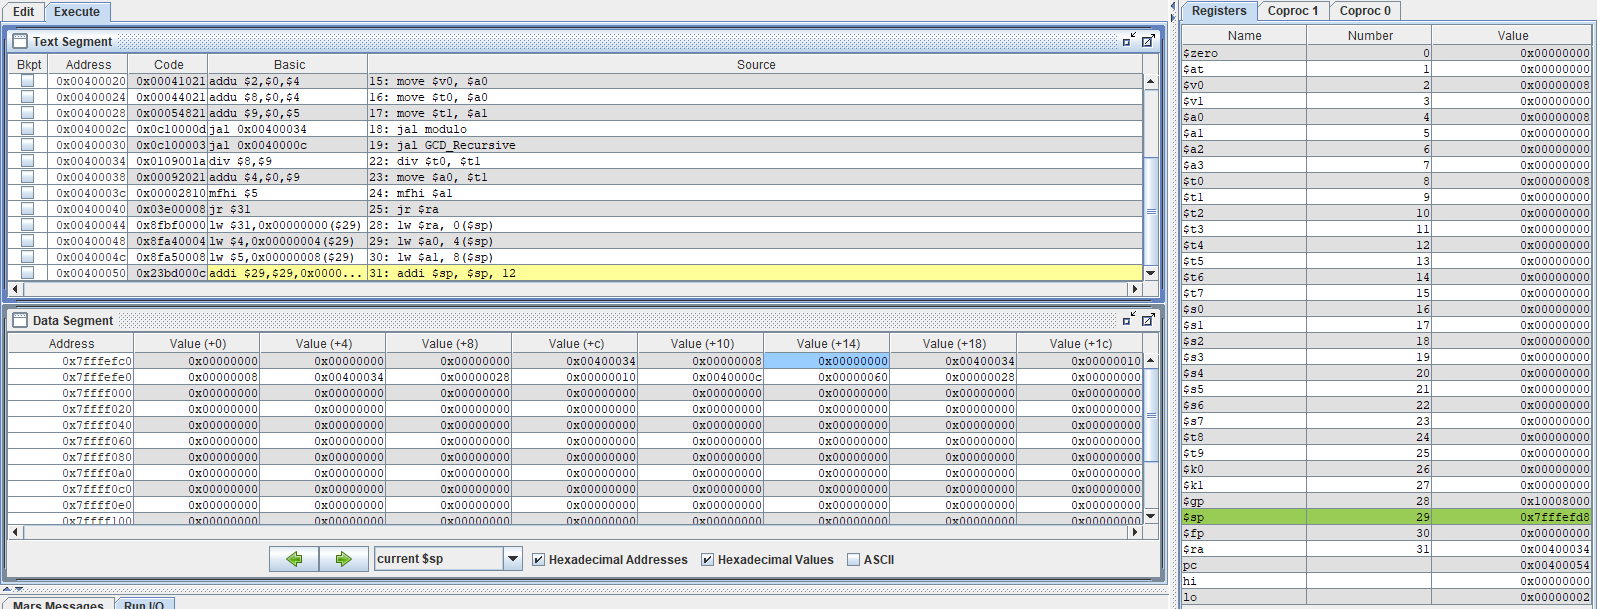 Edit Execute
Text Segment
Bkpt Address Code Basic Source
0x00400020 0x00041021 addu $2,$0,$4 15: move $v0, $a0
0x00400024 0x00044021 addu $8,$0,$4 16: move $t0, $a0
0x00400028 0x00054821 addu $9,$0,$5 17: move $t1, $a1
0x0040002c 0x0c10000d jal 0x00400034 18: jal modulo
0x00400030 0x0c100003 jal 0x0040000c 19: jal GCD_Recursive
0x00400034 0x0109001a div $8,$9 22: div $t0, $t1
0x00400038 0x00092021 addu $4,$0,$9 23: move $a0, $t1
0x0040003c 0x00002810 mfhi $5 24: mfhi $a1
0x00400040 0x03e00008 jr $31 25: jr $ra
0x00400044 0x8fbf0000 lw $31,0x00000000($29) 28: lw $ra, 0($sp)
0x00400048 0x8fa40004 lw $4,0x00000004($29) 29: lw $a0, 4($sp)
0x0040004c 0x8fa50008 lw $5,0x00000008($29) 30: lw $a1, 8($sp)
0x00400050 0x23bd000c addi $29,$29,0x0000... 31: addi $sp, $sp, 12
Data Segment
Address Value (+0) Value (+4) Value (+8) Value (+c) Value (+10) Value (+14) Value (+18) Value (+1c)
0x7fffefc0 0x00000000 0x00000000 0x00000000 0x00400034 0x00000008 0x00000000 0x00400034 0x00000010
0x7fffefe0 0x00000008 0x00400034 0x00000028 0x00000010 0x0040000c 0x00000060 0x00000028 0x00000000
0x7ffff000 0x00000000 0x00000000 0x00000000 0x00000000 0x00000000 0x00000000 0x00000000 0x00000000
0x7ffff020 0x00000000 0x00000000 0x00000000 0x00000000 0x00000000 0x00000000 0x00000000 0x00000000
0x7ffff040 0x00000000 0x00000000 0x00000000 0x00000000 0x00000000 0x00000000 0x00000000 0x00000000
0x7ffff060 0x00000000 0x00000000 0x00000000 0x00000000 0x00000000 0x00000000 0x00000000 0x00000000
0x7ffff080 0x00000000 0x00000000 0x00000000 0x00000000 0x00000000 0x00000000 0x00000000 0x00000000
0x7ffff0a0 0x00000000 0x00000000 0x00000000 0x00000000 0x00000000 0x00000000 0x00000000 0x00000000
0x7ffff0c0 0x00000000 0x00000000 0x00000000 0x00000000 0x00000000 0x00000000 0x00000000 0x00000000
0x7ffff0e0 0x00000000 0x00000000 0x00000000 0x00000000 0x00000000 0x00000000 0x00000000 0x00000000
0x7ffff100 0x00000000 0x00000000 0x00000000 0x00000000 0x00000000 0x00000000 0x00000000 0x00000000
current $sp Hexadecimal Addresses Hexadecimal Values ASCII
Mars Messages Run I/O
Registers Coproc 1 Coproc 0
Name Number Value
$zero 0 0x00000000
$at 1 0x00000000
$v0 2 0x00000008
$v1 3 0x00000000
$a0 4 0x00000008
$a1 5 0x00000000
$a2 6 0x00000000
$a3 7 0x00000000
$t0 8 0x00000008
$t1 9 0x00000000
$t2 10 0x00000000
$t3 11 0x00000000
$t4 12 0x00000000
$t5 13 0x00000000
$t6 14 0x00000000
$t7 15 0x00000000
$s0 16 0x00000000
$s1 17 0x00000000
$s2 18 0x00000000
$s3 19 0x00000000
$s4 20 0x00000000
$s5 21 0x00000000
$s6 22 0x00000000
$s7 23 0x00000000
$t8 24 0x00000000
$t9 25 0x00000000
$k0 26 0x00000000
$k1 27 0x00000000
$gp 28 0x10008000
$sp 29 0x7fffefd8
$fp 30 0x00000000
$ra 31 0x00400034
pc 0x00400054
hi 0x00000000
lo 0x00000002